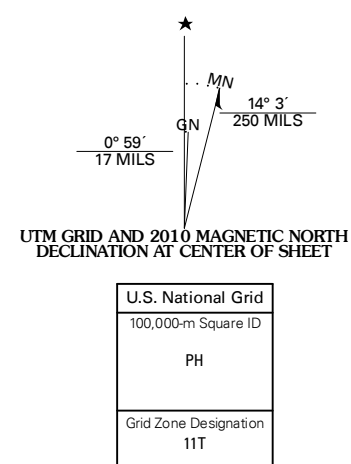 ★
MN
GN
14° 3´
250 MILS
0° 59´
17 MILS
UTM GRID AND 2010 MAGNETIC NORTH
DECLINATION AT CENTER OF SHEET
U.S. National Grid
100,000-m Square ID
PH
Grid Zone Designation
11T